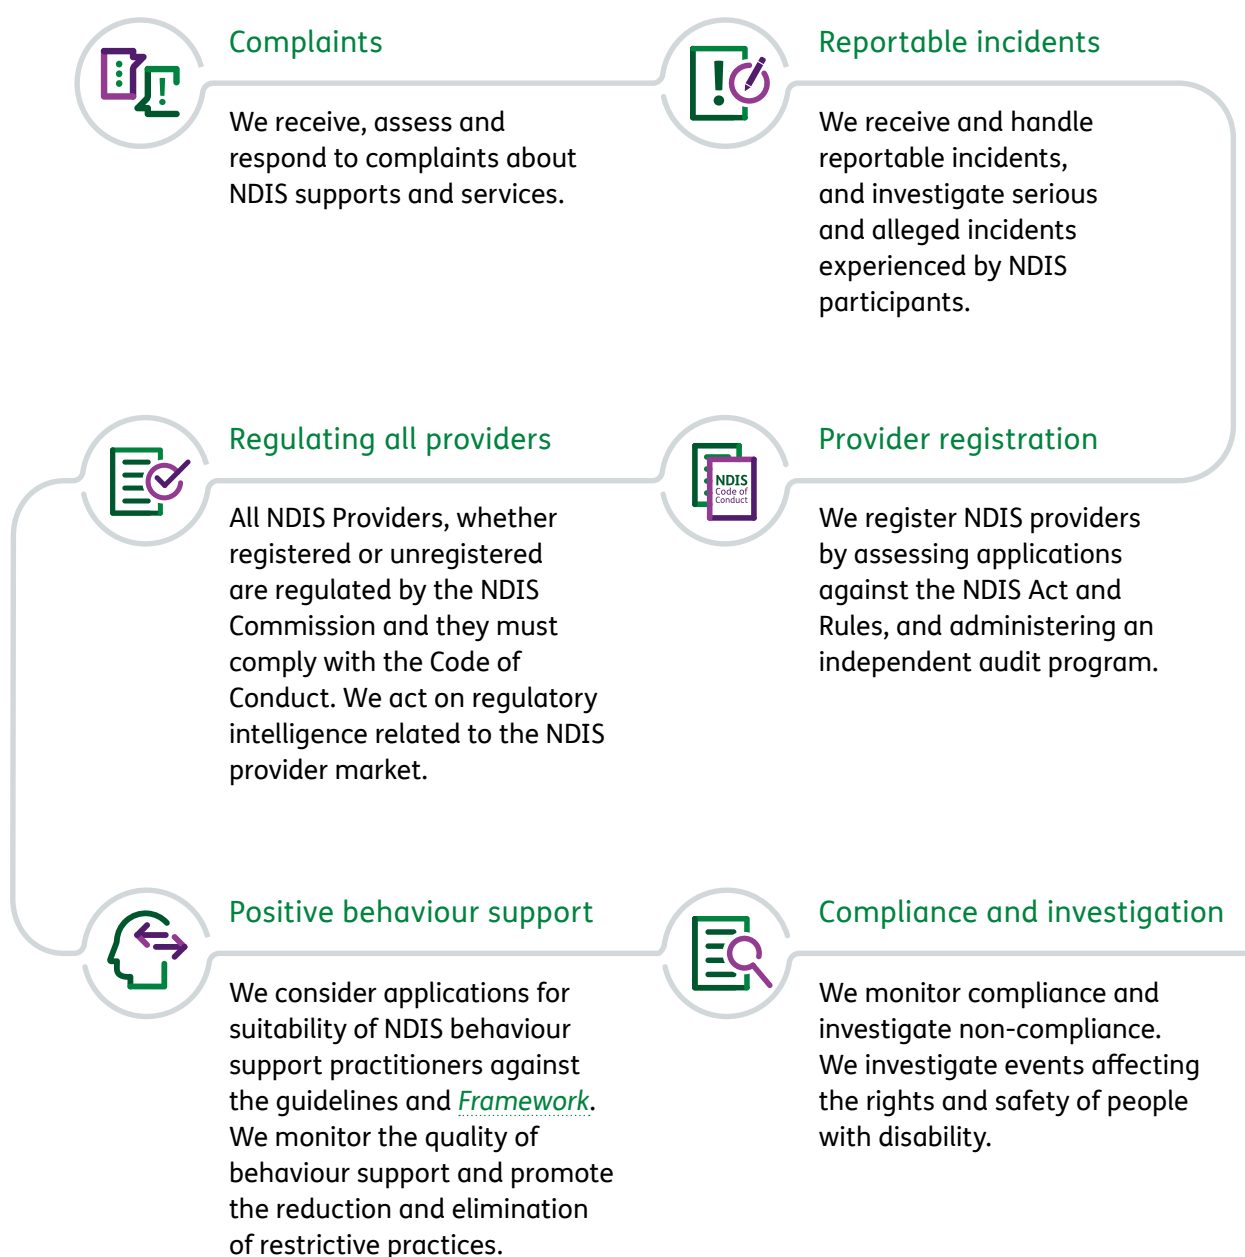 Complaints
We receive, assess and
respond to complaints about
NDIS supports and services.
Reportable incidents
We receive and handle
reportable incidents,
and investigate serious
and alleged incidents
experienced by NDIS
participants.
Regulating all providers
All NDIS Providers, whether
registered or unregistered
are regulated by the NDIS
Commission and they must
comply with the Code of
Conduct. We act on regulatory
intelligence related to the NDIS
provider market.
NDIS
Code of
Conduct
Provider registration
We register NDIS providers
by assessing applications
against the NDIS Act and
Rules, and administering an
independent audit program.
Positive behaviour support
We consider applications for
suitability of NDIS behaviour
support practitioners against
the guidelines and Framework.
We monitor the quality of
behaviour support and promote
the reduction and elimination
of restrictive practices.
Compliance and investigation
We monitor compliance and
investigate non-compliance.
We investigate events affecting
the rights and safety of people
with disability.